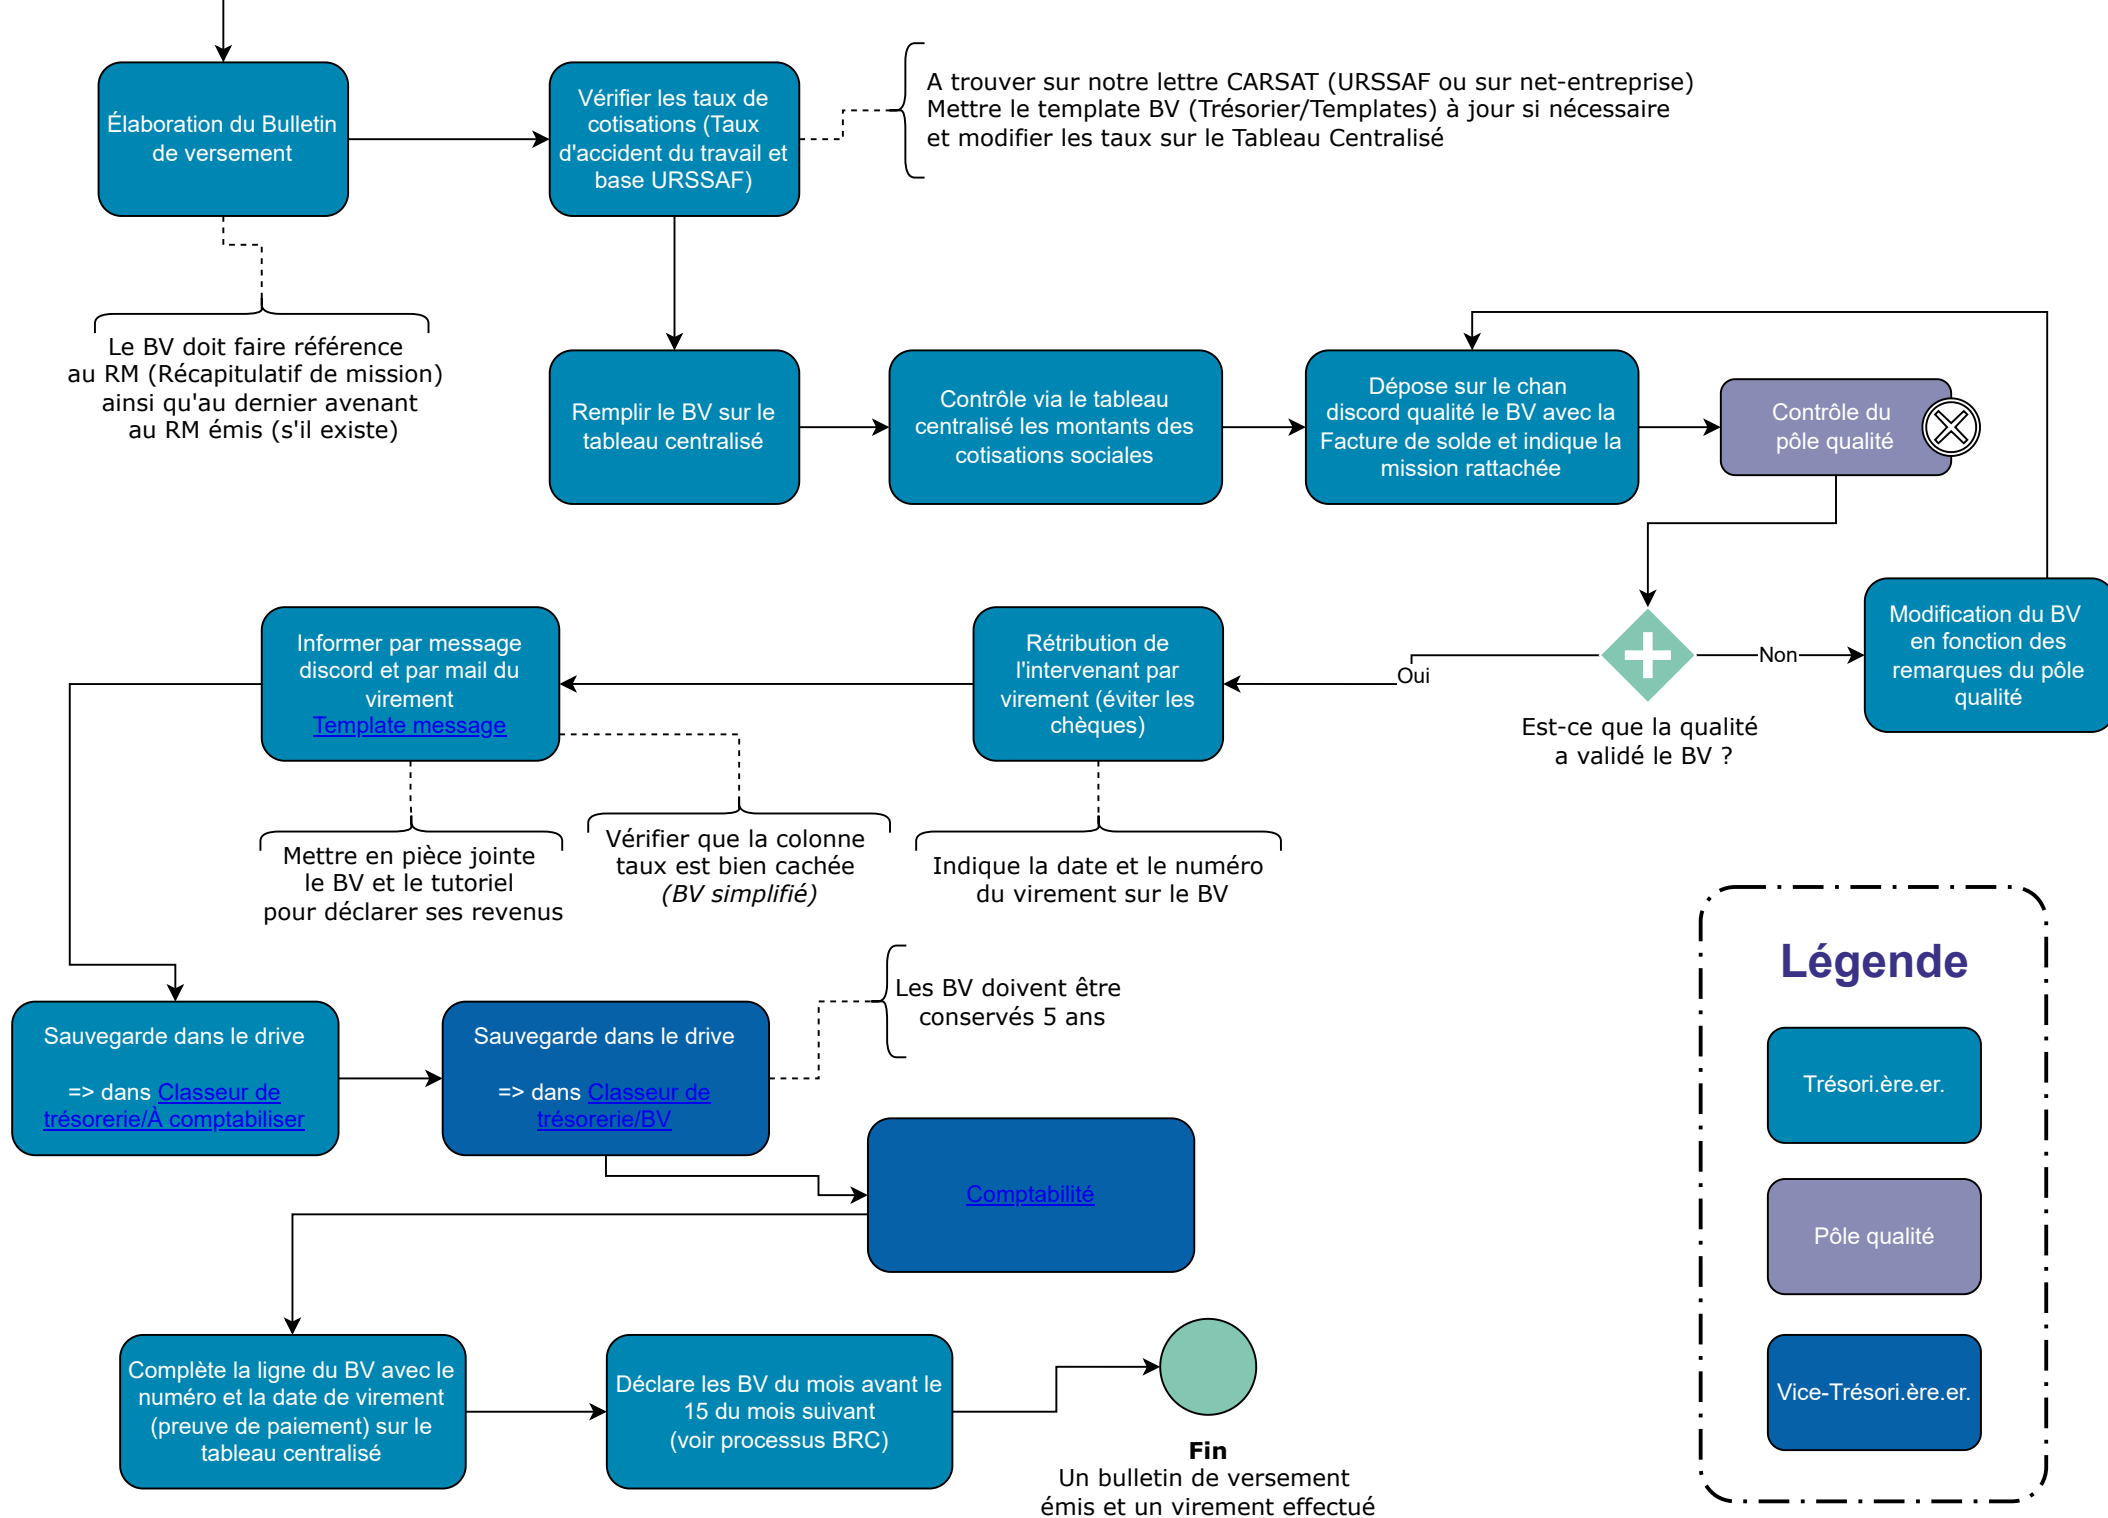 Élaboration du Bulletin
de versement
Vérifier les taux de
cotisations (Taux
d'accident du travail et
base URSSAF)
A trouver sur notre lettre CARSAT (URSSAF ou sur net-entreprise)
Mettre le template BV (Trésorier/Templates) à jour si nécessaire
et modifier les taux sur le Tableau Centralisé
Le BV doit faire référence
au RM (Récapitulatif de mission)
ainsi qu'au dernier avenant
au RM émis (s'il existe)
Remplir le BV sur le
tableau centralisé
Contrôle via le tableau
centralisé les montants des
cotisations sociales
Dépose sur le chan
discord qualité le BV avec la
Facture de solde et indique la
mission rattachée
Contrôle du
pôle qualité
Est-ce que la qualité
a validé le BV ?
Non
Modification du BV
en fonction des
remarques du pôle
qualité
Oui
Rétribution de
l'intervenant par
virement (éviter les
chèques)
Indique la date et le numéro
du virement sur le BV
Informer par message
discord et par mail du
virement
Template message
Mettre en pièce jointe
le BV et le tutoriel
pour déclarer ses revenus
Vérifier que la colonne
taux est bien cachée
(BV simplifié)
Sauvegarde dans le drive
=> dans Classeur de
trésorerie/À comptabiliser
Sauvegarde dans le drive
=> dans Classeur de
trésorerie/BV
Les BV doivent être
conservés 5 ans
Comptabilité
Complète la ligne du BV avec le
numéro et la date de virement
(preuve de paiement) sur le
tableau centralisé
Déclare les BV du mois avant le
15 du mois suivant
(voir processus BRC)
Fin
Un bulletin de versement
émis et un virement effectué
Légende
Trésori.ère.er.
Pôle qualité
Vice-Trésori.ère.er.